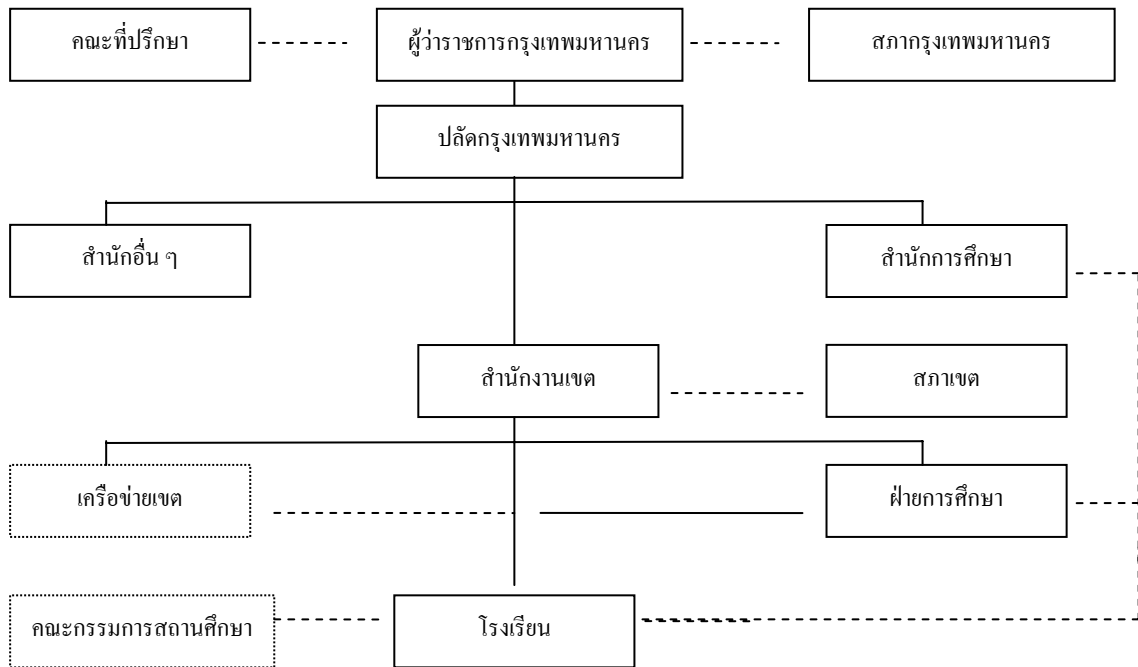 คณะที่ปรึกษา
ผู้ว่าราชการกรุงเทพมหานคร
สภากรุงเทพมหานคร
ปลัดกรุงเทพมหานคร
สำนักอื่น ๆ
สำนักการศึกษา
สำนักงานเขต
สภาเขต
เครือข่ายเขต
ฝ่ายการศึกษา
คณะกรรมการสถานศึกษา
โรงเรียน